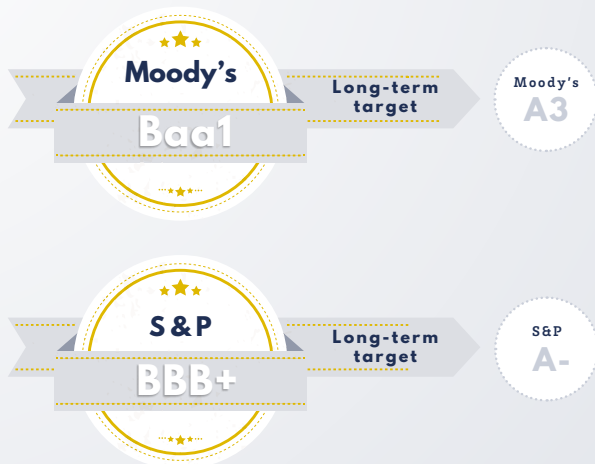 Moody's
Baa1
Long-term
target
Moody's
A3
S&P
BBB+
Long-term
target
S&P
A-